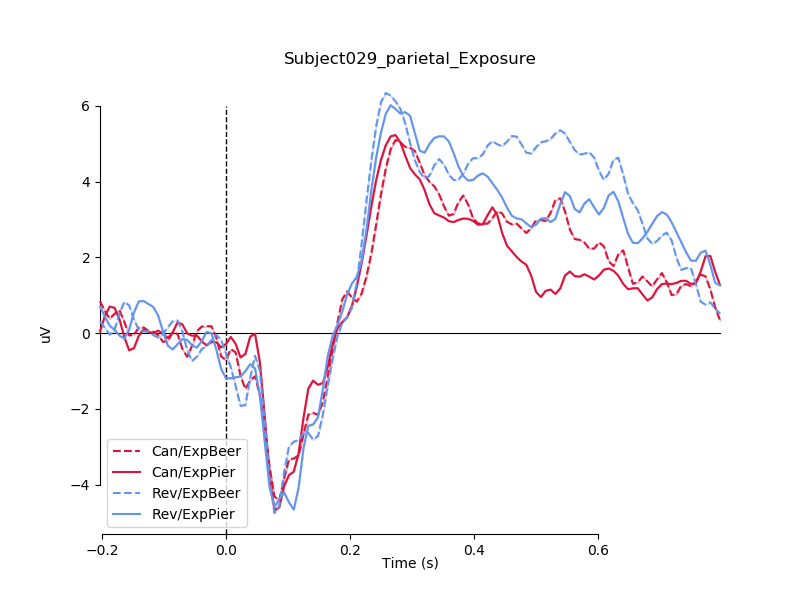 Subject029_parietal_Exposure
uV
6
4
2
0
−2
−4
Can/ExpBeer
Can/ExpPier
Rev/ExpBeer
Rev/ExpPier
−0.2
0.0
0.2
0.4
0.6
Time (s)